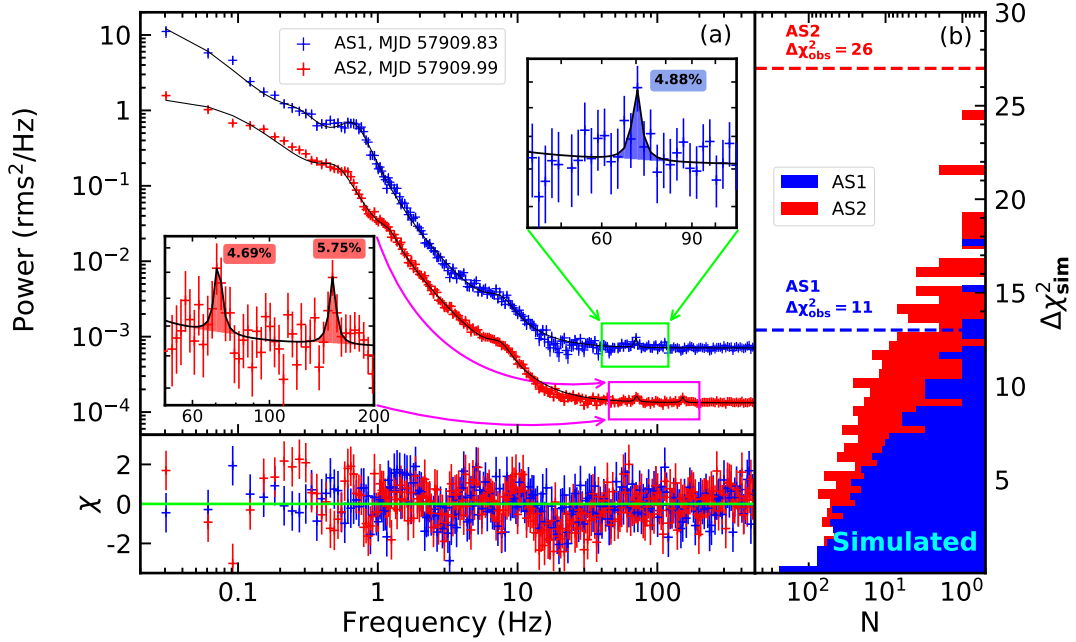 (a)
AS1, MJD 57909.83
AS2, MJD 57909.99
4.88%
60
90
4.69%
5.75%
60
100
200
Power (rms²/Hz)
10
1
10⁻¹
10⁻²
10⁻³
10⁻⁴
χ
2
0
-2
0.1
1
10
100
Frequency (Hz)
(b)
AS2
Δχ²obs = 26
AS1
AS2
AS1
Δχ²obs = 11
Simulated
30
25
20
15
10
5
Δχ²sim
10²
10¹
10⁰
N